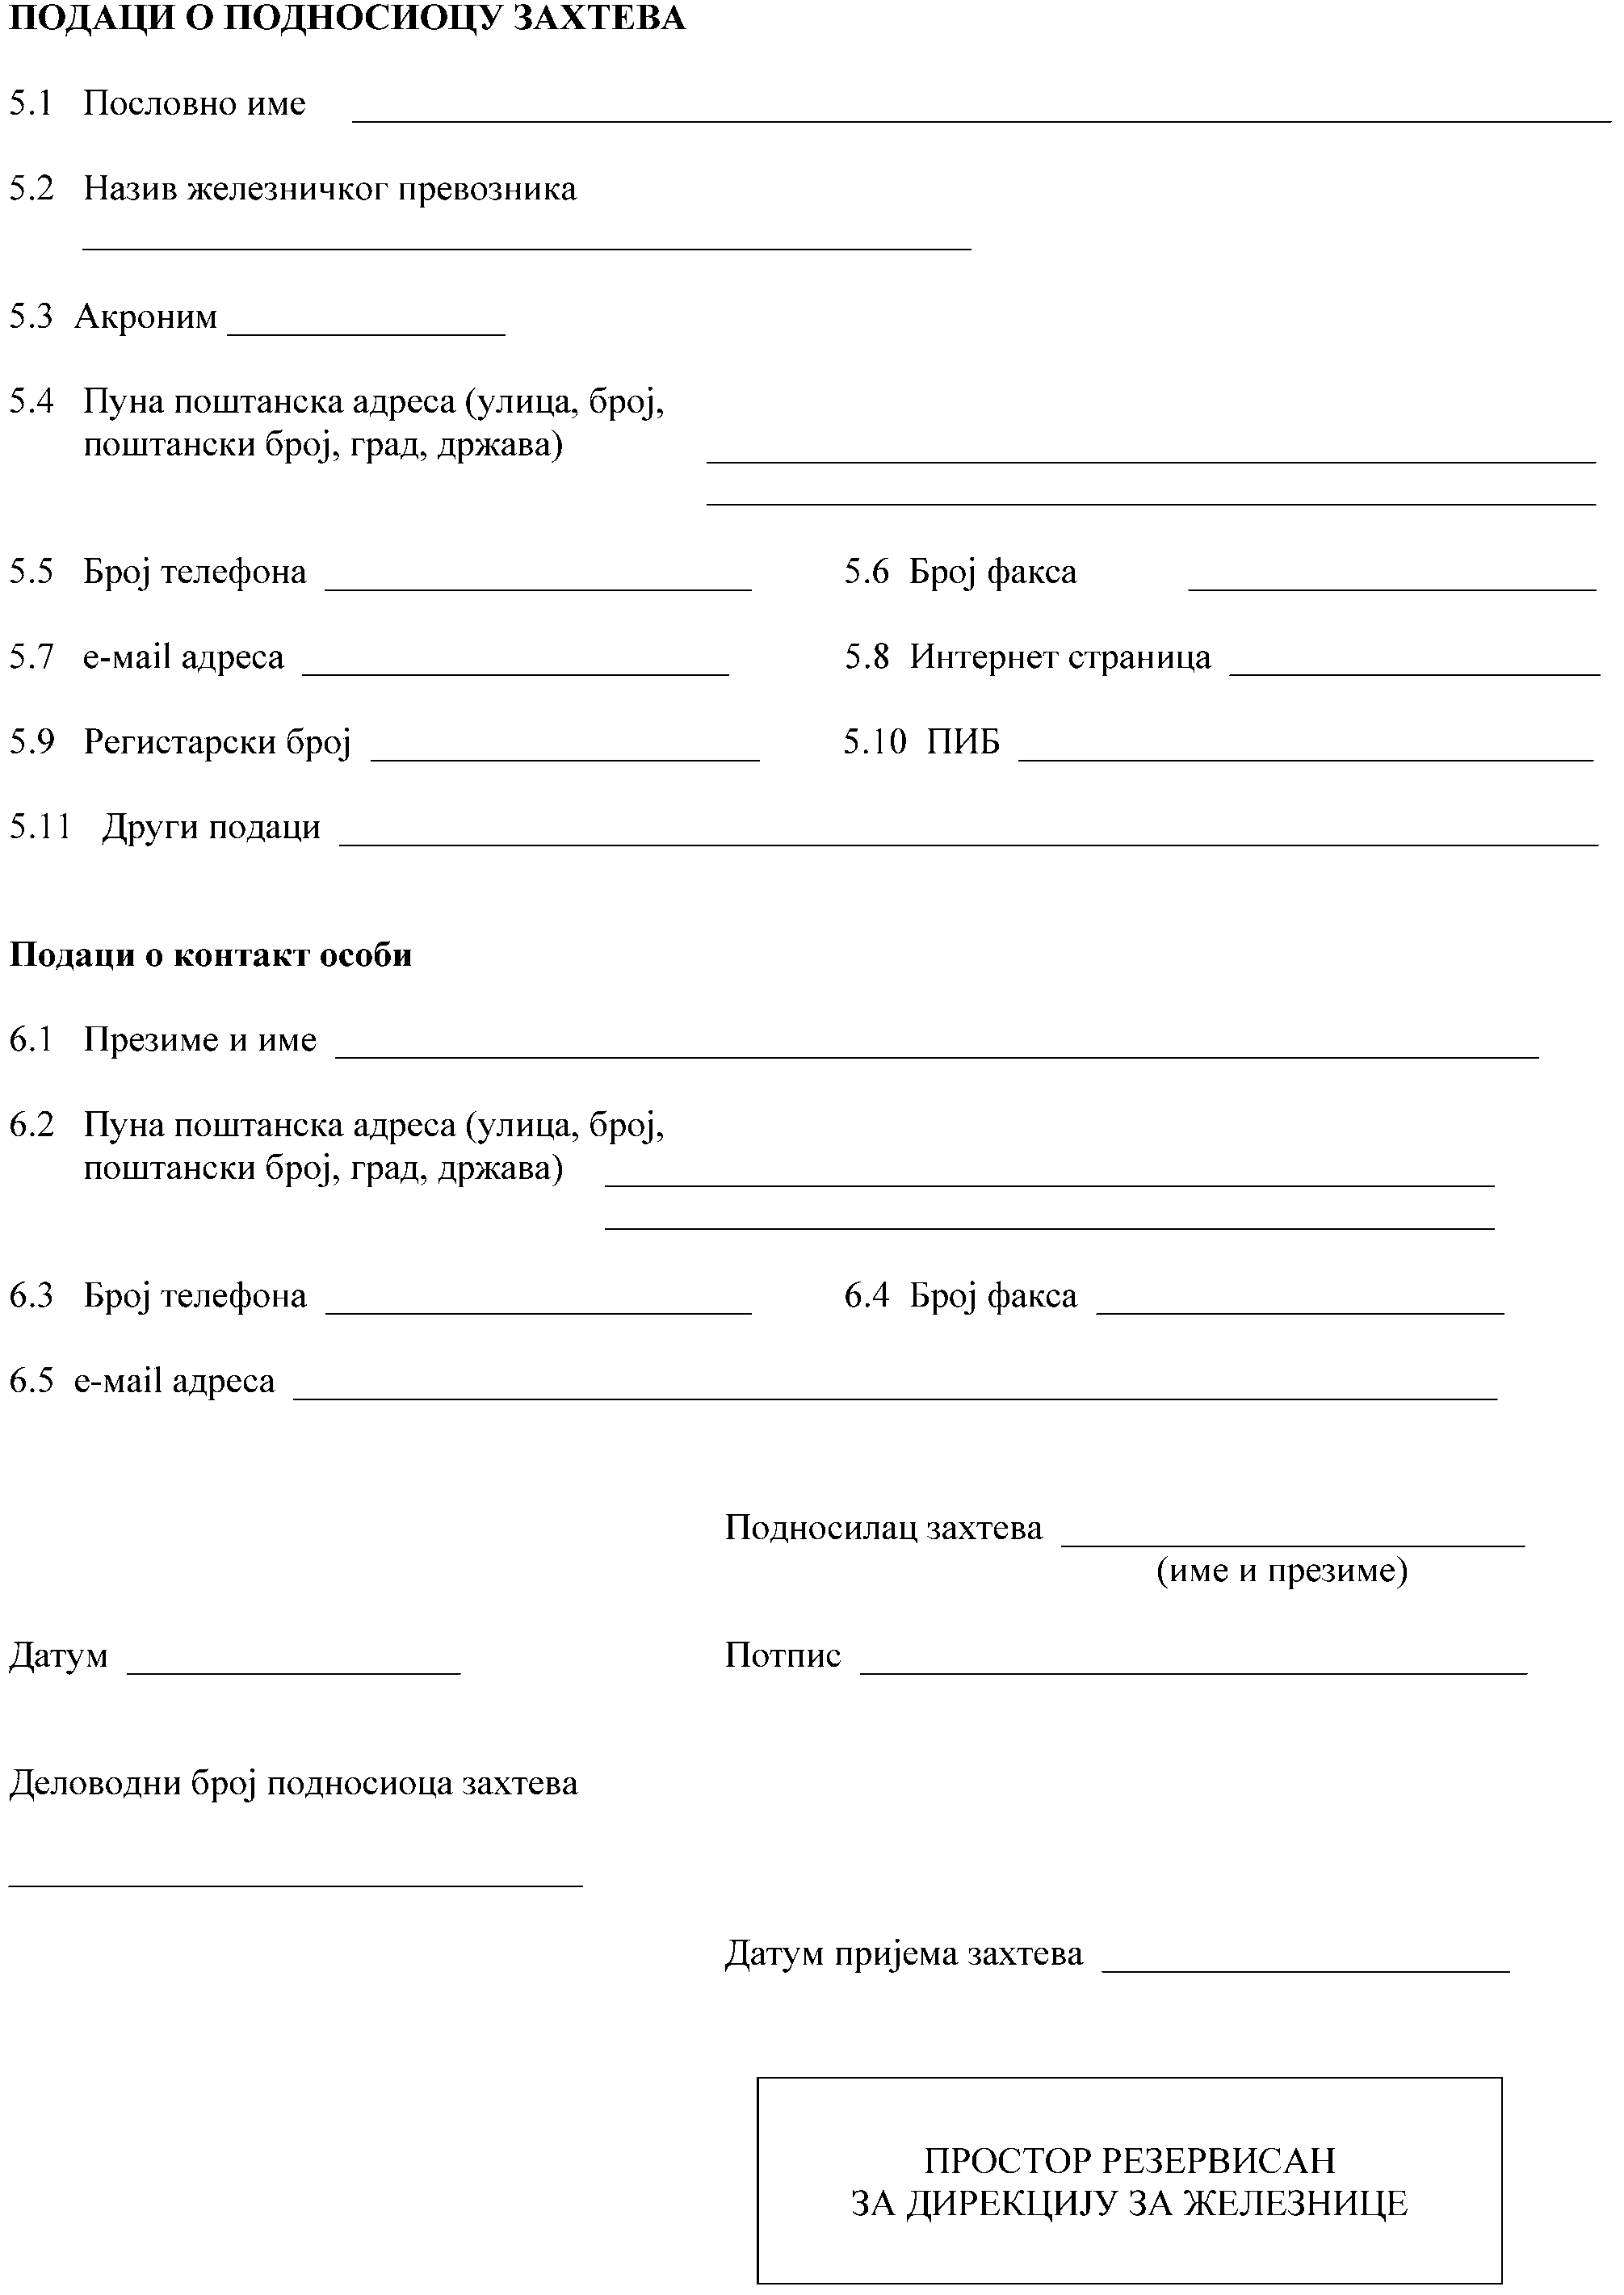 ПОДАЦИ О ПОДНОСИОЦУ ЗАХТЕВА
5.1 Пословно име
5.2 Назив железничког превозника
5.3 Акроним
5.4 Пуна поштанска адреса (улица, број,
поштански број, град, држава)
5.5 Број телефона 5.6 Број факса
5.7 е-маil адреса 5.8 Интернет страница
5.9 Регистарски број 5.10 ПИБ
5.11 Други подаци
Подаци о контакт особи
6.1 Презиме и име
6.2 Пуна поштанска адреса (улица, број,
поштански број, град, држава)
6.3 Број телефона 6.4 Број факса
6.5 е-маil адреса
Подносилац захтева
(име и презиме)
Датум Потпис
Деловодни број подносиоца захтева
Датум пријема захтева
ПРОСТОР РЕЗЕРВИСАН
ЗА ДИРЕКЦИЈУ ЗА ЖЕЛЕЗНИЦЕ